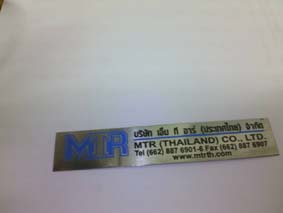 MTR
บริษัท เอ็ม ที อาร์ (ประเทศไทย) จำกัด
MTR (THAILAND) CO., LTD.
Tel (662) 887 6901-6 Fax (662) 887 6907
www.mtrth.com